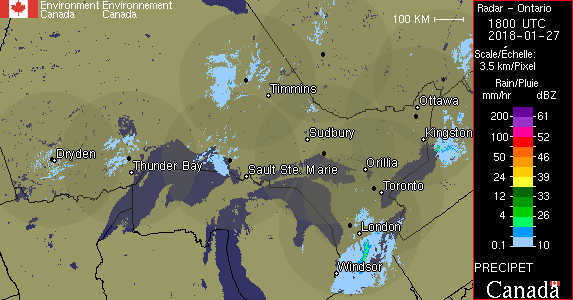 Environment Environnement
Canada Canada
100 KM
Timmins
Ottawa
Sudbury
Kingston
Dryden
Thunder Bay
Sault Ste. Marie
Orillia
Toronto
London
Windsor
Radar - Ontario
1800 UTC
2018-01-27
Scale/Échelle:
3.5 km/Pixel
Rain/Pluie
mm/hr dBZ
200 61
100 52
50 46
24 39
12 33
4 26
0.1 10
PRECIPET
Canada